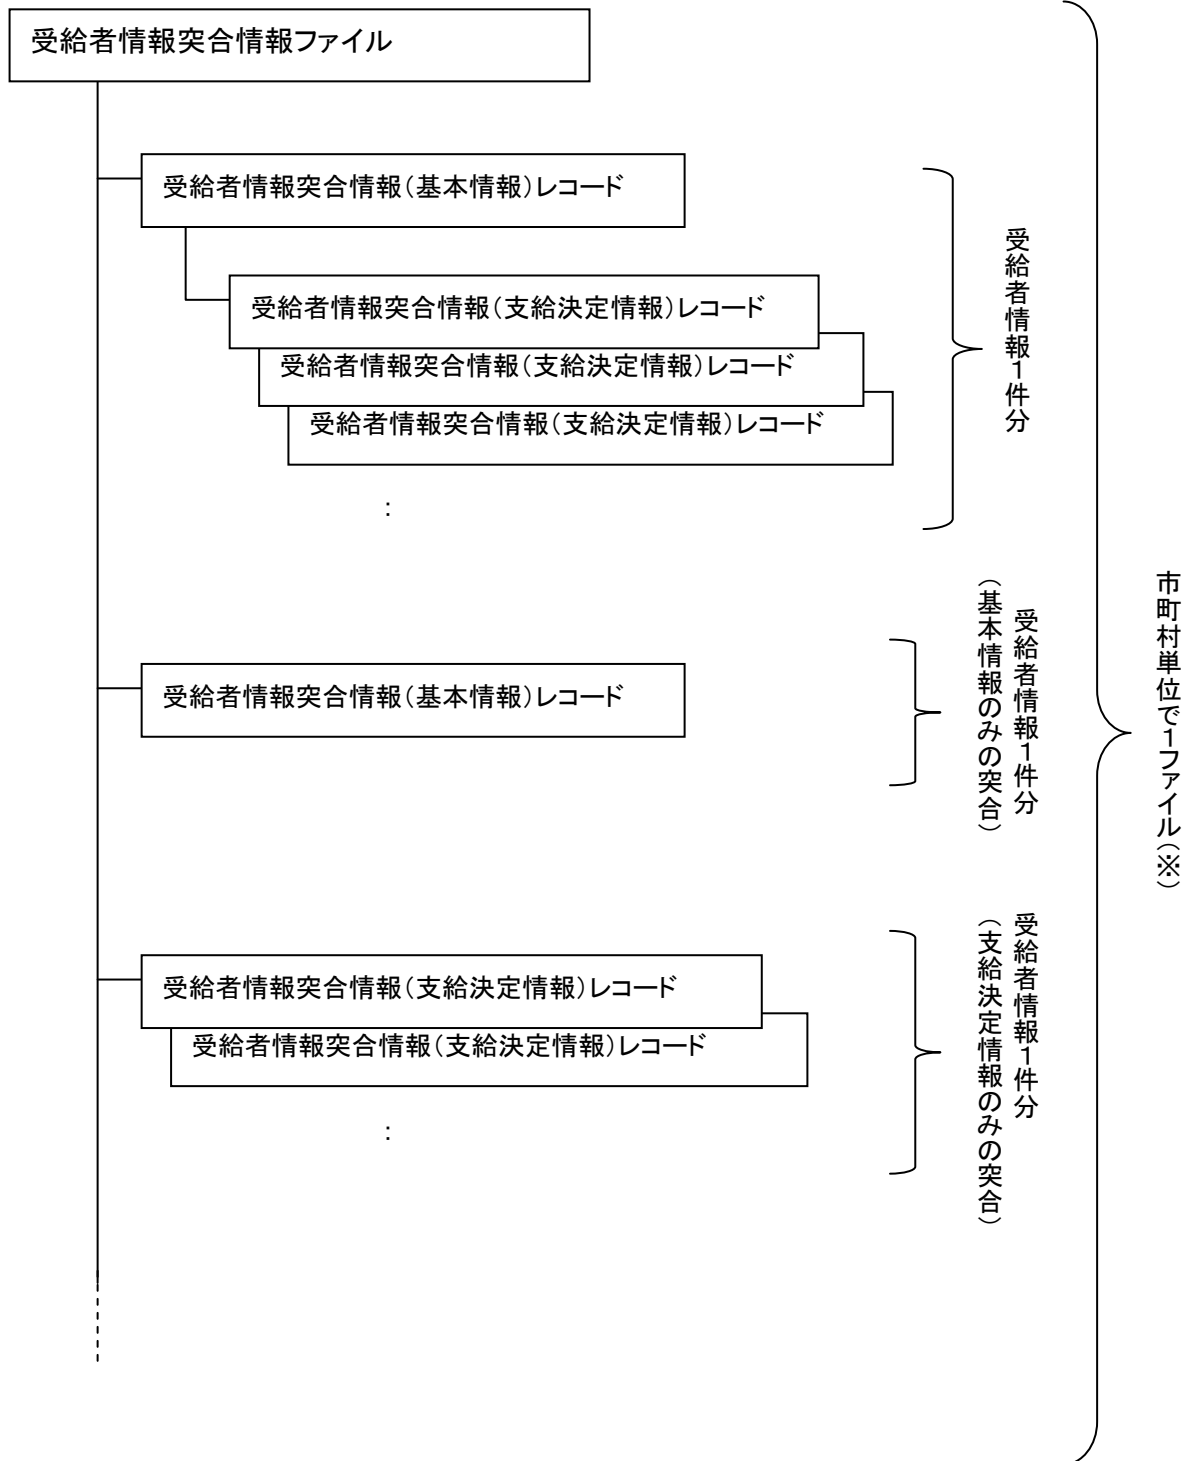 受給者情報突合情報ファイル
受給者情報突合情報（基本情報）レコード
受給者情報突合情報（支給決定情報）レコード
受給者情報突合情報（支給決定情報）レコード
受給者情報突合情報（支給決定情報）レコード
：
受給者情報１件分
受給者情報突合情報（基本情報）レコード
受給者情報１件分
（基本情報のみの突合）
受給者情報突合情報（支給決定情報）レコード
受給者情報突合情報（支給決定情報）レコード
：
受給者情報１件分
（支給決定情報のみの突合）
市町村単位で１ファイル（※）